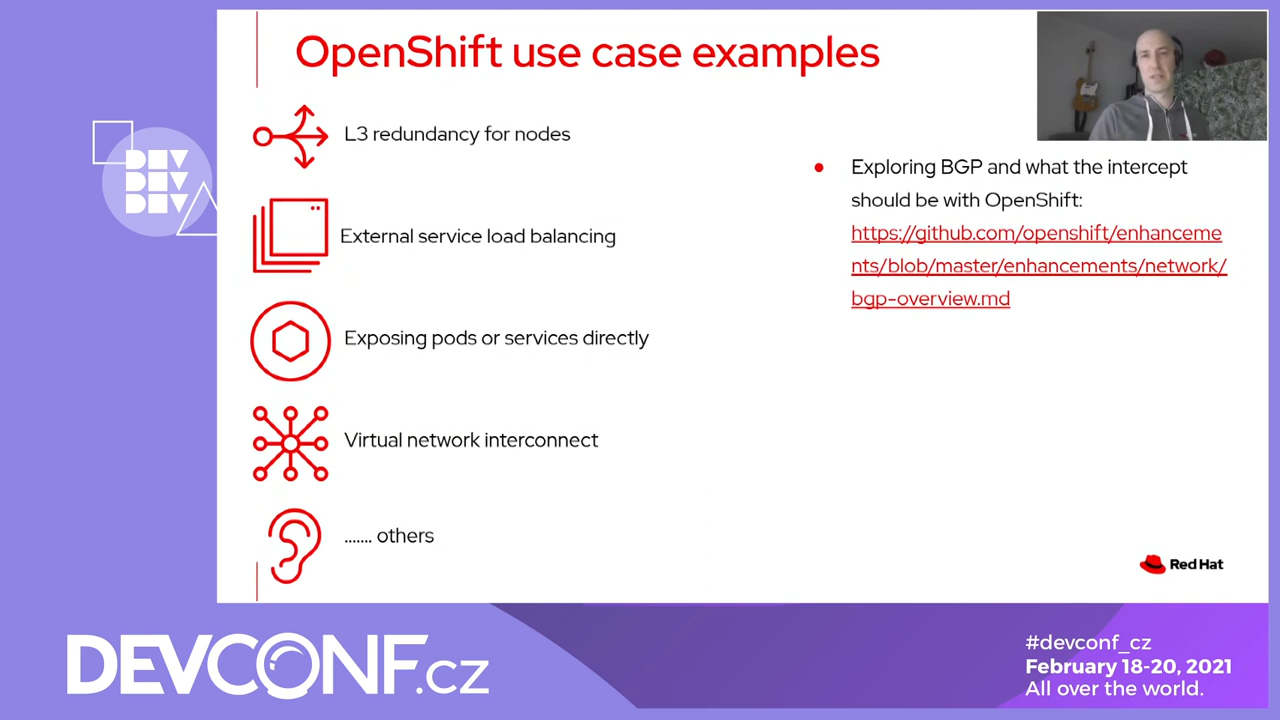 OpenShift use case examples
L3 redundancy for nodes
External service load balancing
Exposing pods or services directly
Virtual network interconnect
....... others
● Exploring BGP and what the intercept
should be with OpenShift:
https://github.com/openshift/enhanceme
nts/blob/master/enhancements/network/
bgp-overview.md
Red Hat
DEV
DEV
DEV
DEVCONF.cz
#devconf_cz
February 18-20, 2021
All over the world.